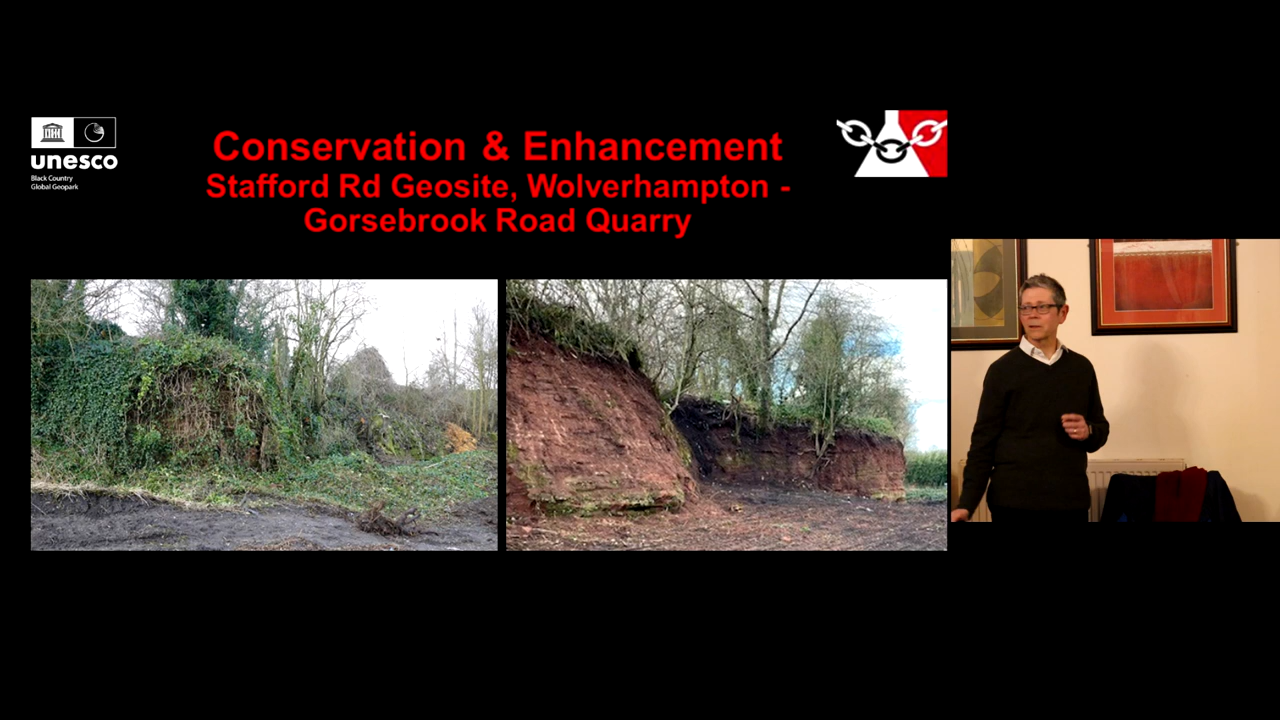 unesco
Black Country
Global Geopark
Conservation & Enhancement
Stafford Rd Geosite, Wolverhampton -
Gorsebrook Road Quarry